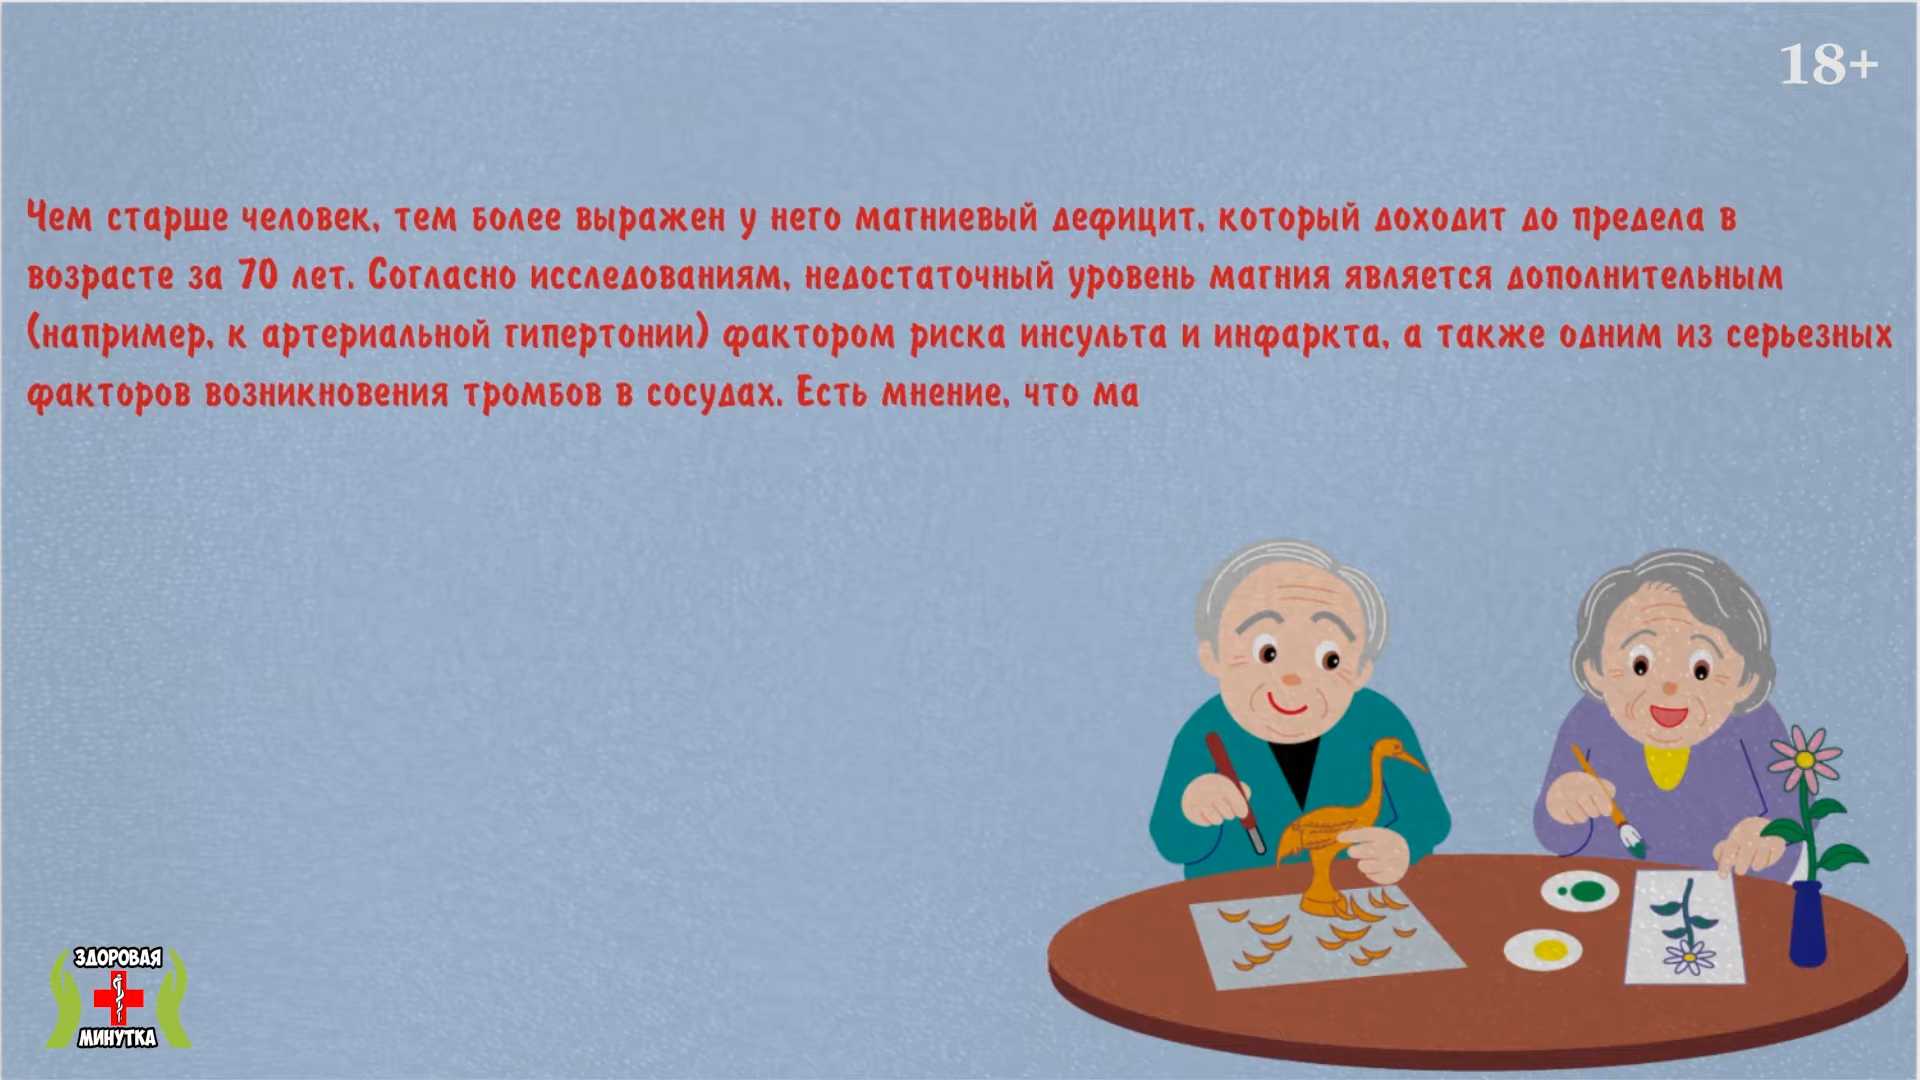 18+
Чем старше человек, тем более выражен у него магниевый дефицит, который доходит до предела в
возрасте за 70 лет. Согласно исследованиям, недостаточный уровень магния является дополнительным
(например, к артериальной гипертонии) фактором риска инсульта и инфаркта, а также одним из серьезных
факторов возникновения тромбов в сосудах. Есть мнение, что ма
ЗДОРОВАЯ
МИНУТКА